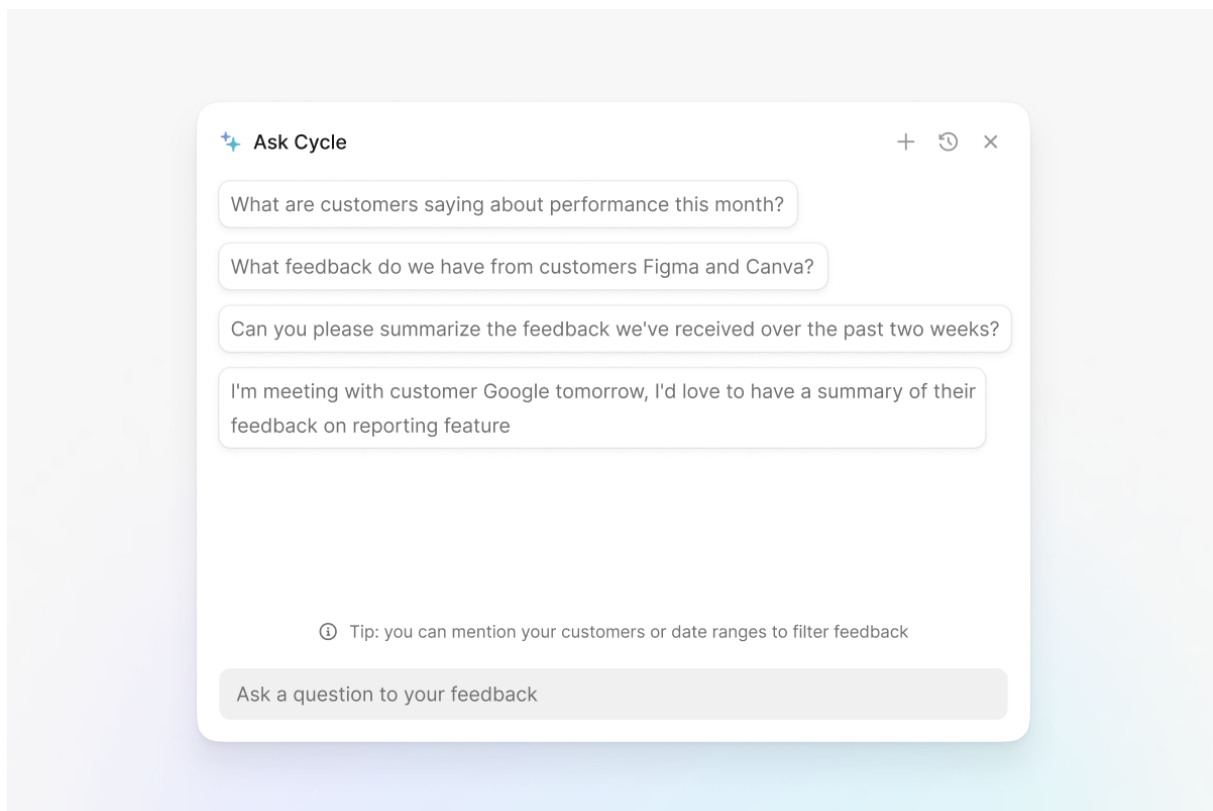 Ask Cycle
What are customers saying about performance this month?
What feedback do we have from customers Figma and Canva?
Can you please summarize the feedback we've received over the past two weeks?
I'm meeting with customer Google tomorrow, I'd love to have a summary of their
feedback on reporting feature
Tip: you can mention your customers or date ranges to filter feedback
Ask a question to your feedback